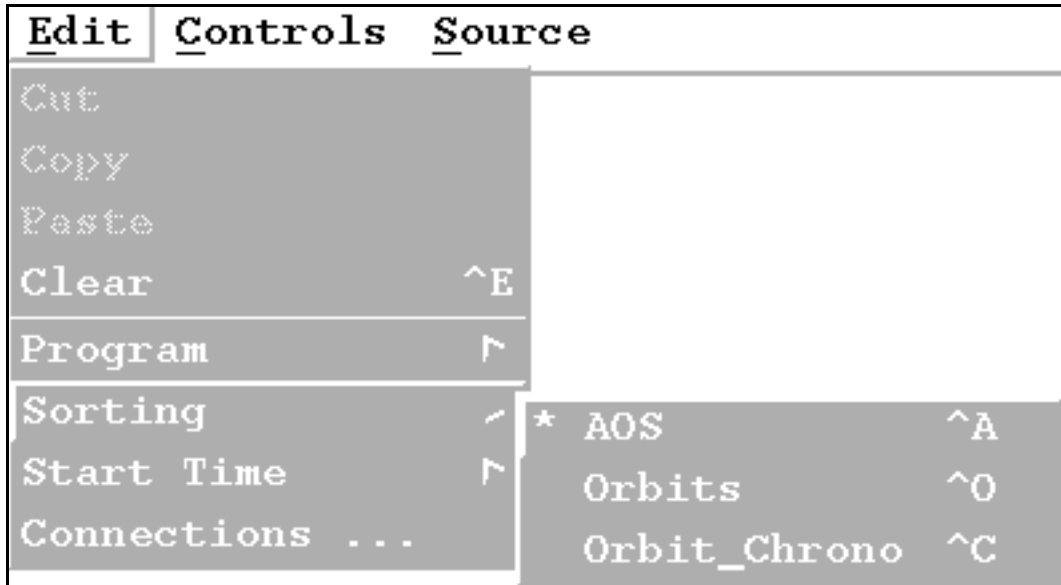 Edit Controls Source
Cut
Copy
Paste
Clear ^E
Program
Sorting
* AOS ^A
Start Time
Orbits ^O
Connections ...
Orbit_Chrono ^C